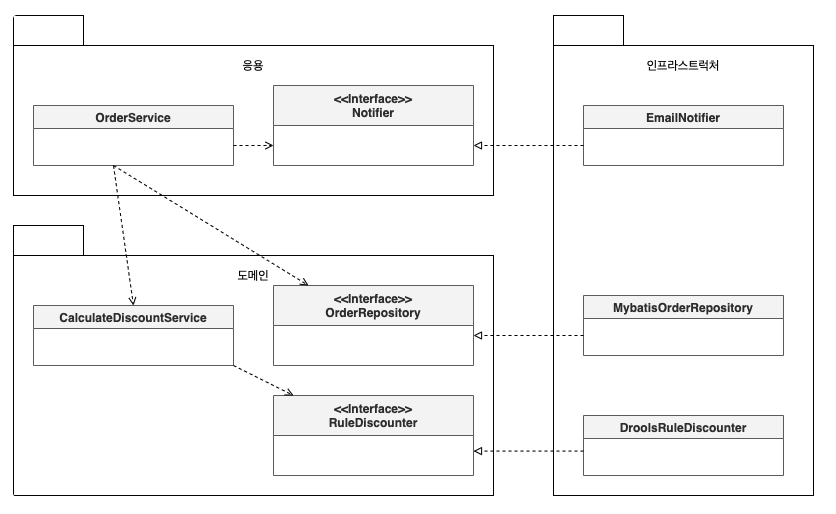 응용
OrderService
<<Interface>>
Notifier
인프라스트럭처
EmailNotifier
도메인
CalculateDiscountService
<<Interface>>
OrderRepository
MybatisOrderRepository
<<Interface>>
RuleDiscounter
DroolsRuleDiscounter